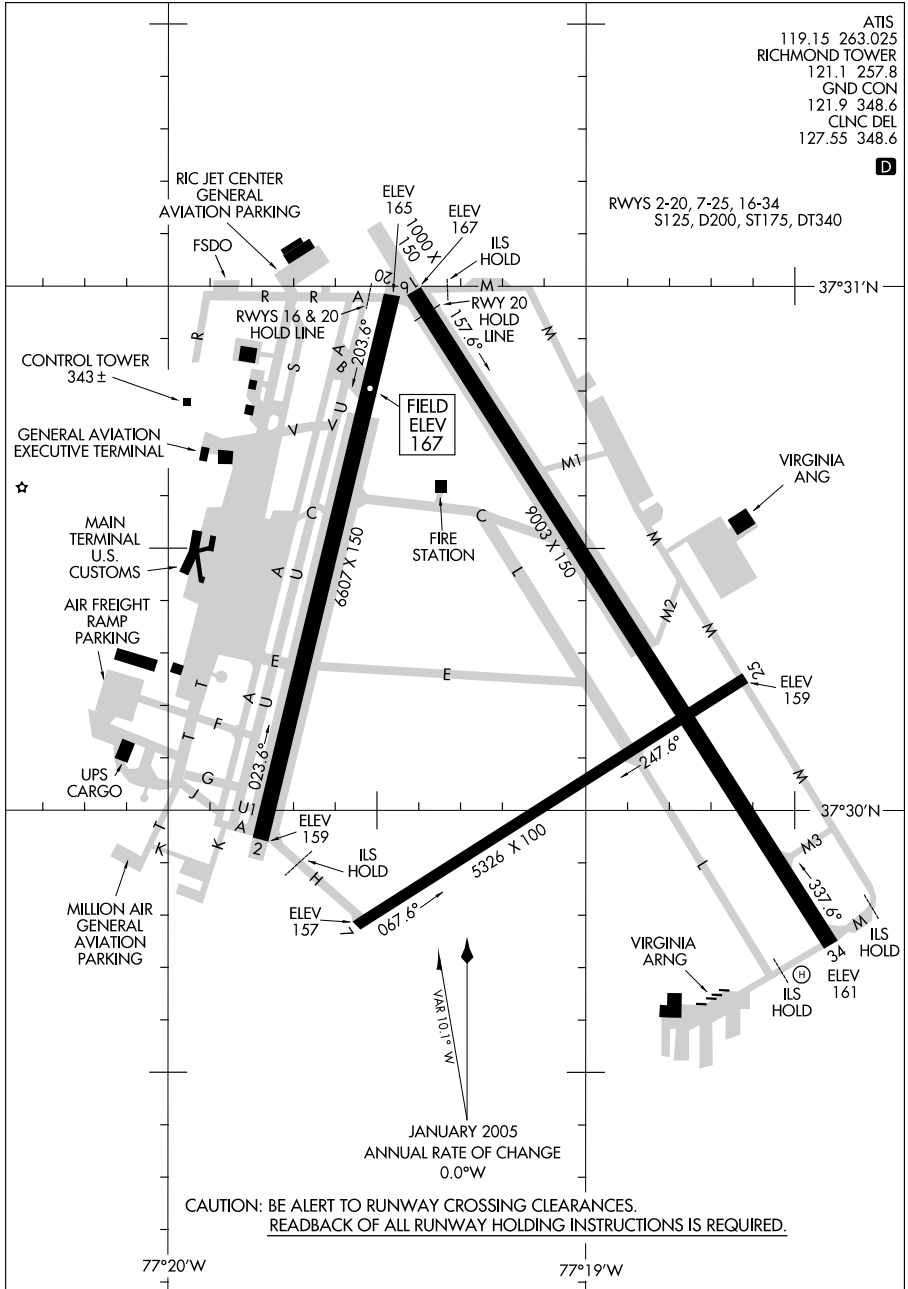 ATIS
119.15 263.025
RICHMOND TOWER
121.1 257.8
GND CON
121.9 348.6
CLNC DEL
127.55 348.6
D
RWYS 2-20, 7-25, 16-34
S125, D200, ST175, DT340
RIC JET CENTER
GENERAL
AVIATION PARKING
FSDO
ELEV
165
1000 X
150
ELEV
167
ILS
HOLD
20
16
M
37°31'N
R
R
A
R
RWYS 16 & 20
HOLD LINE
RWY 20
HOLD
LINE
203.6°
157.6°
M
M
CONTROL TOWER
343 ±
S
A
B
U
V
V
FIELD
ELEV
167
GENERAL AVIATION
EXECUTIVE TERMINAL
M1
VIRGINIA
ANG
MAIN
TERMINAL
U.S.
CUSTOMS
C
FIRE
STATION
C
L
9003 X 150
6607 X 150
M
A
U
AIR FREIGHT
RAMP
PARKING
M2
M
E
E
T
A
U
25
ELEV
159
T
F
023.6°
247.6°
UPS
CARGO
G
J
U1
M
37°30'N
T
K
K
A
2
ELEV
159
ILS
HOLD
H
5326 X 100
L
M3
337.6°
MILLION AIR
GENERAL
AVIATION
PARKING
ELEV
157
7
067.6°
M
ILS
HOLD
34
ELEV
161
VIRGINIA
ARNG
H
ILS
HOLD
VAR 10.1° W
JANUARY 2005
ANNUAL RATE OF CHANGE
0.0°W
CAUTION: BE ALERT TO RUNWAY CROSSING CLEARANCES.
READBACK OF ALL RUNWAY HOLDING INSTRUCTIONS IS REQUIRED.
77°20'W
77°19'W